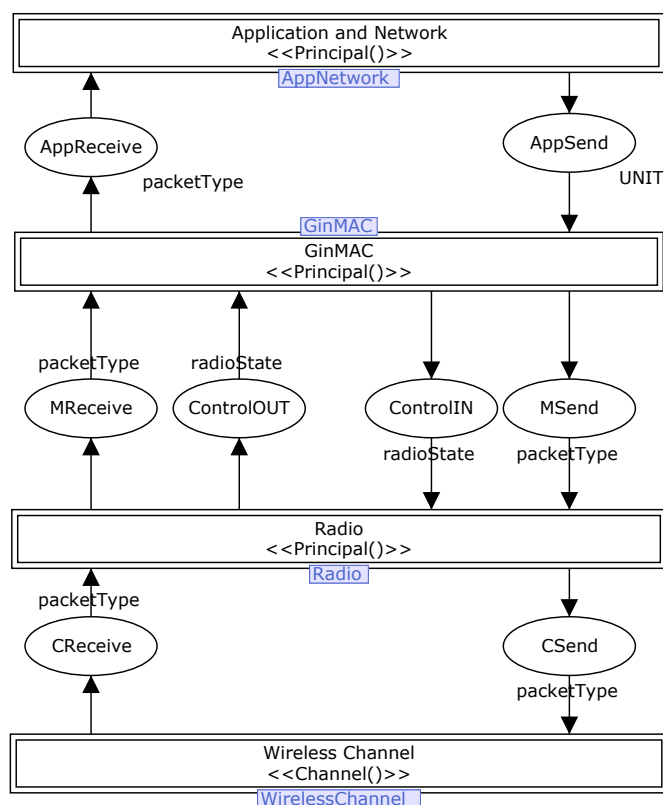 Application and Network
<<Principal()>>
AppNetwork
AppReceive
AppSend
packetType
UNIT
GinMAC
GinMAC
<<Principal()>>
packetType
radioState
MReceive
ControlOUT
ControlIN
MSend
radioState
packetType
Radio
<<Principal()>>
Radio
packetType
CReceive
CSend
packetType
Wireless Channel
<<Channel()>>
WirelessChannel